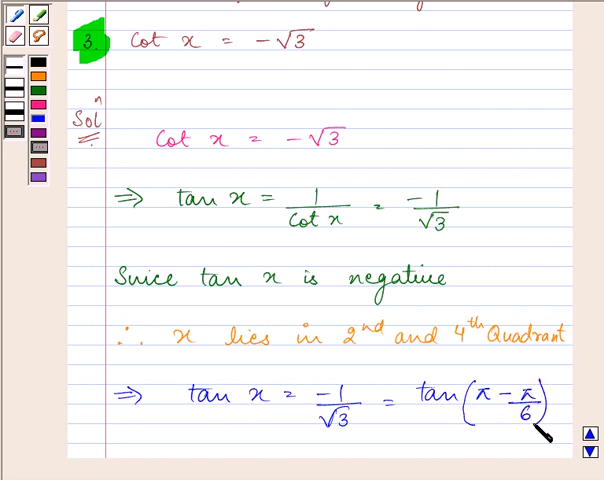 3. cot x = -√3
Solⁿ
cot x = -√3
⇒ tan x = 1/cot x = -1/√3
Suice tan x is negative
∴ x lies in 2nd and 4th Quadrant
⇒ tan x = -1/√3 = tan(π - π/6)